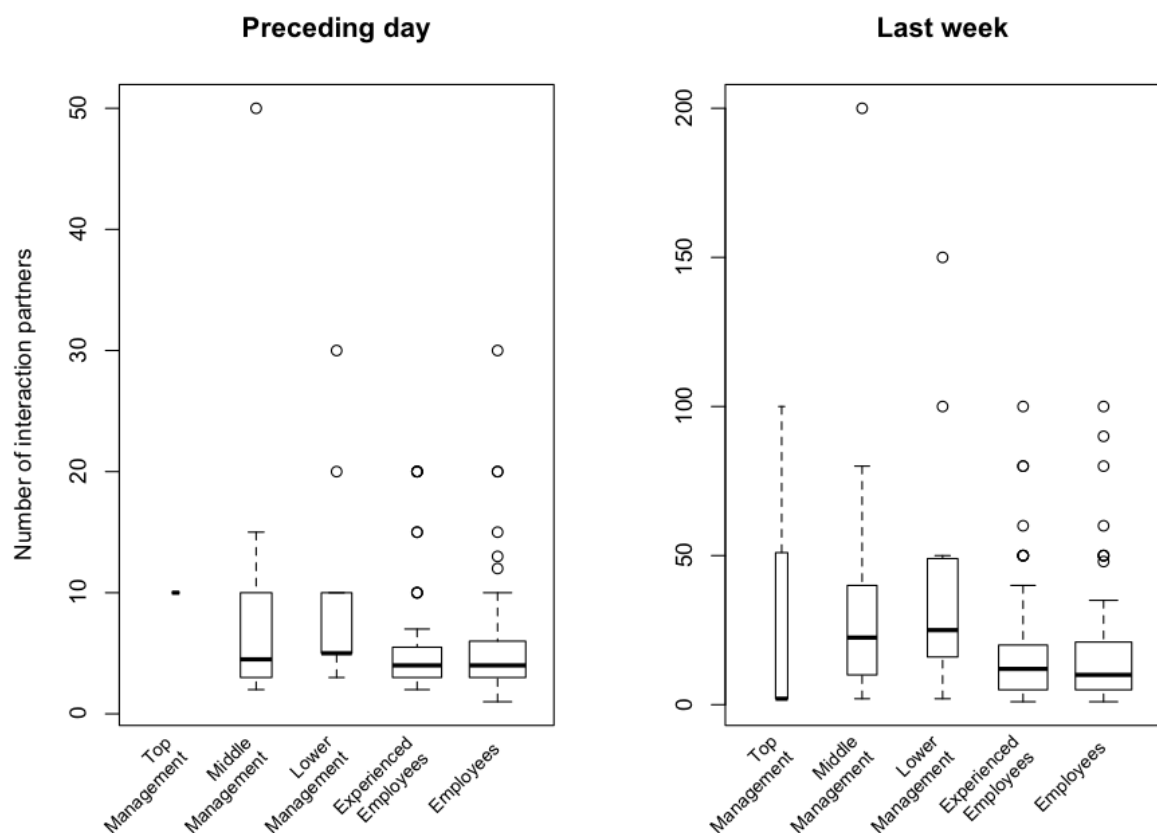 Preceding day
Last week
Number of interaction partners
50
40
30
20
10
0
Top
Management
Middle
Management
Lower
Management
Experienced
Employees
Employees
200
150
100
50
0
Top
Management
Middle
Management
Lower
Management
Experienced
Employees
Employees